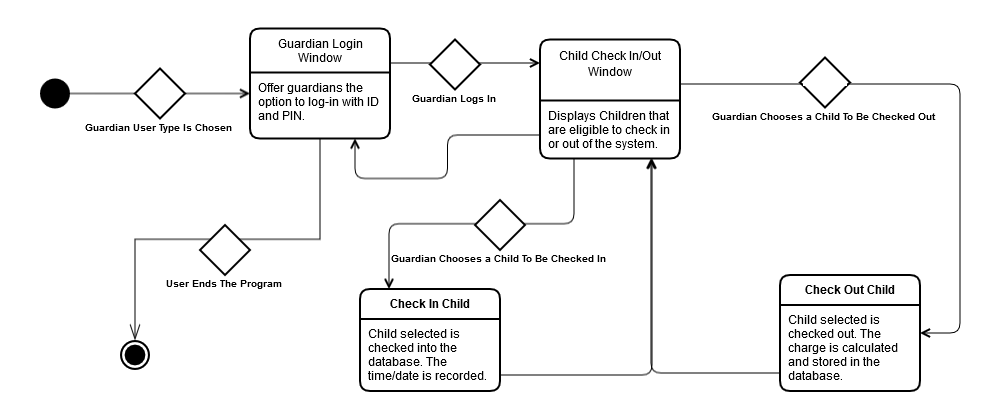 Guardian Login
Window
Offer guardians the
option to log-in with ID
and PIN.
Guardian User Type Is Chosen
Guardian Logs In
Child Check In/Out
Window
Displays Children that
are eligible to check in
or out of the system.
Guardian Chooses a Child To Be Checked Out
User Ends The Program
Guardian Chooses a Child To Be Checked In
Check In Child
Child selected is
checked into the
database. The
time/date is recorded.
Check Out Child
Child selected is
checked out. The
charge is calculated
and stored in the
database.